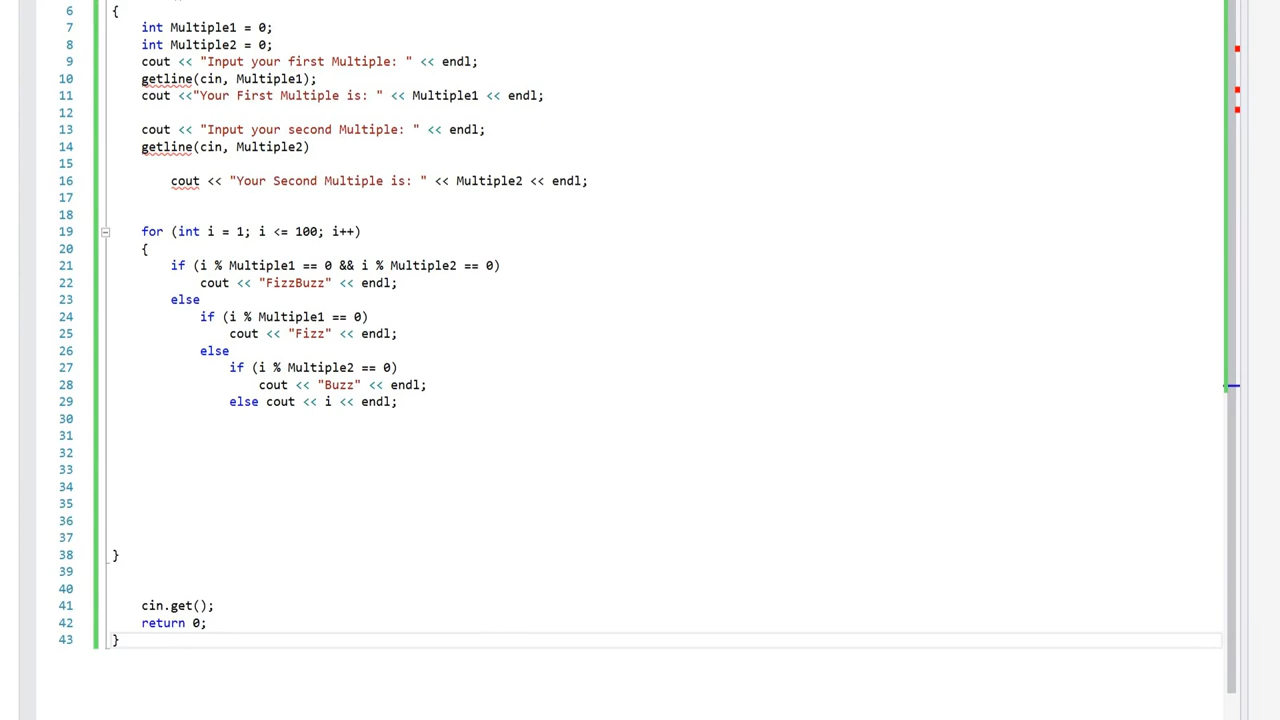 6 {
7 int Multiple1 = 0;
8 int Multiple2 = 0;
9 cout << "Input your first Multiple: " << endl;
10 getline(cin, Multiple1);
11 cout <<"Your First Multiple is: " << Multiple1 << endl;
12
13 cout << "Input your second Multiple: " << endl;
14 getline(cin, Multiple2)
15
16 cout << "Your Second Multiple is: " << Multiple2 << endl;
17
18
19 for (int i = 1; i <= 100; i++)
20 {
21 if (i % Multiple1 == 0 && i % Multiple2 == 0)
22 cout << "FizzBuzz" << endl;
23 else
24 if (i % Multiple1 == 0)
25 cout << "Fizz" << endl;
26 else
27 if (i % Multiple2 == 0)
28 cout << "Buzz" << endl;
29 else cout << i << endl;
30
31
32
33
34
35
36
37
38 }
39
40
41 cin.get();
42 return 0;
43 }